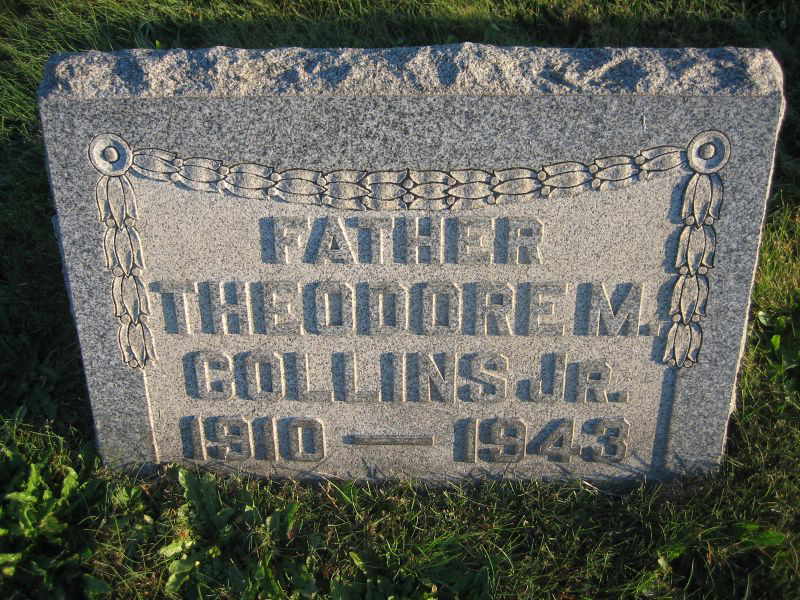 FATHER
THEODORE M.
COLLINS JR.
1910 — 1943